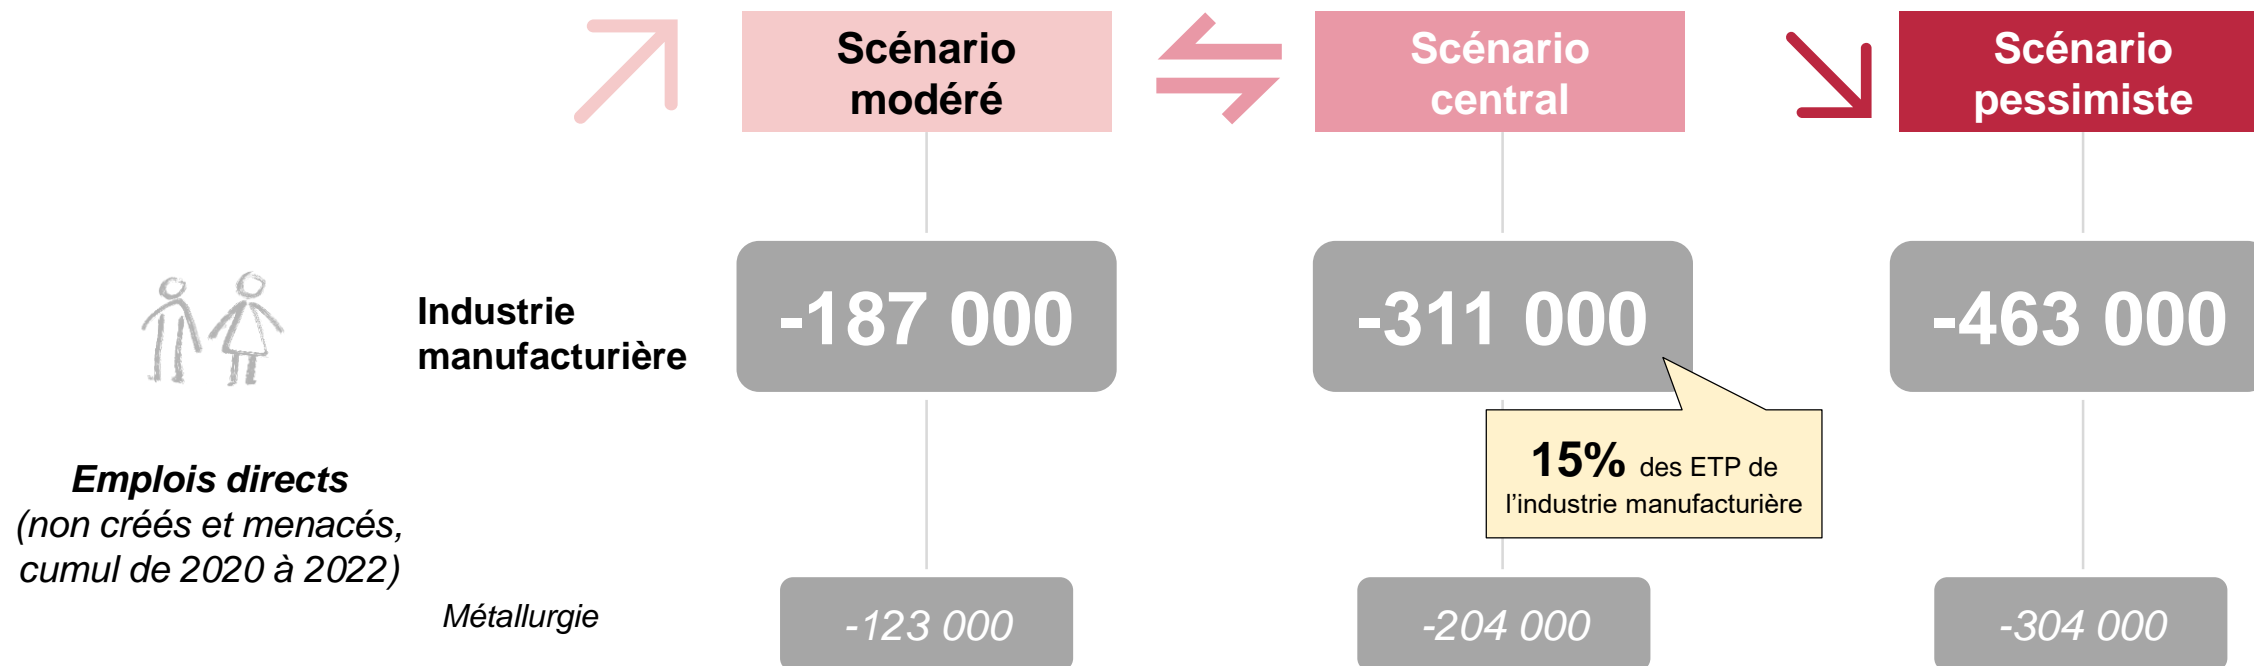 Scénario
modéré
Scénario
central
Scénario
pessimiste
Industrie
manufacturière
-187 000
-311 000
-463 000
15% des ETP de
l’industrie manufacturière
Emplois directs
(non créés et menacés,
cumul de 2020 à 2022)
Métallurgie
-123 000
-204 000
-304 000